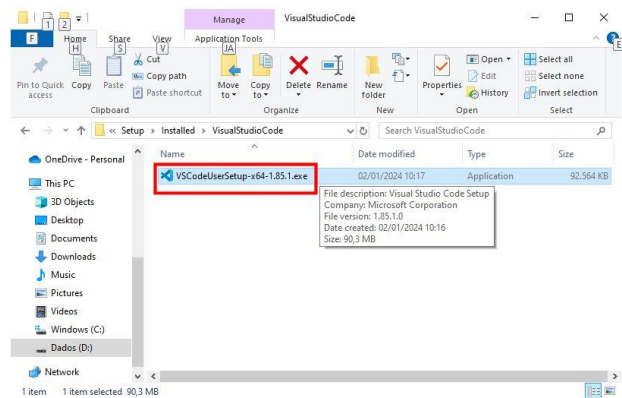 Manage
VisualStudioCode
1
2
F
Home
Share
View
Application Tools
H
S
V
JA
E
Pin to Quick access
Copy
Paste
Cut
Copy path
Paste shortcut
Move to
Copy to
Delete
Rename
New folder
Properties
Open
Edit
History
Select all
Select none
Invert selection
Clipboard
Organize
New
Open
Select
« Setup › Installed › VisualStudioCode
Search VisualStudioCode
Name
Date modified
Type
Size
OneDrive - Personal
This PC
3D Objects
Desktop
Documents
Downloads
Music
Pictures
Videos
Windows (C:)
Dados (D:)
Network
VSCodeUserSetup-x64-1.85.1.exe
02/01/2024 10:17
Application
92.564 KB
File description: Visual Studio Code Setup
Company: Microsoft Corporation
File version: 1.85.1.0
Date created: 02/01/2024 10:16
Size: 90,3 MB
1 item
1 item selected 90,3 MB